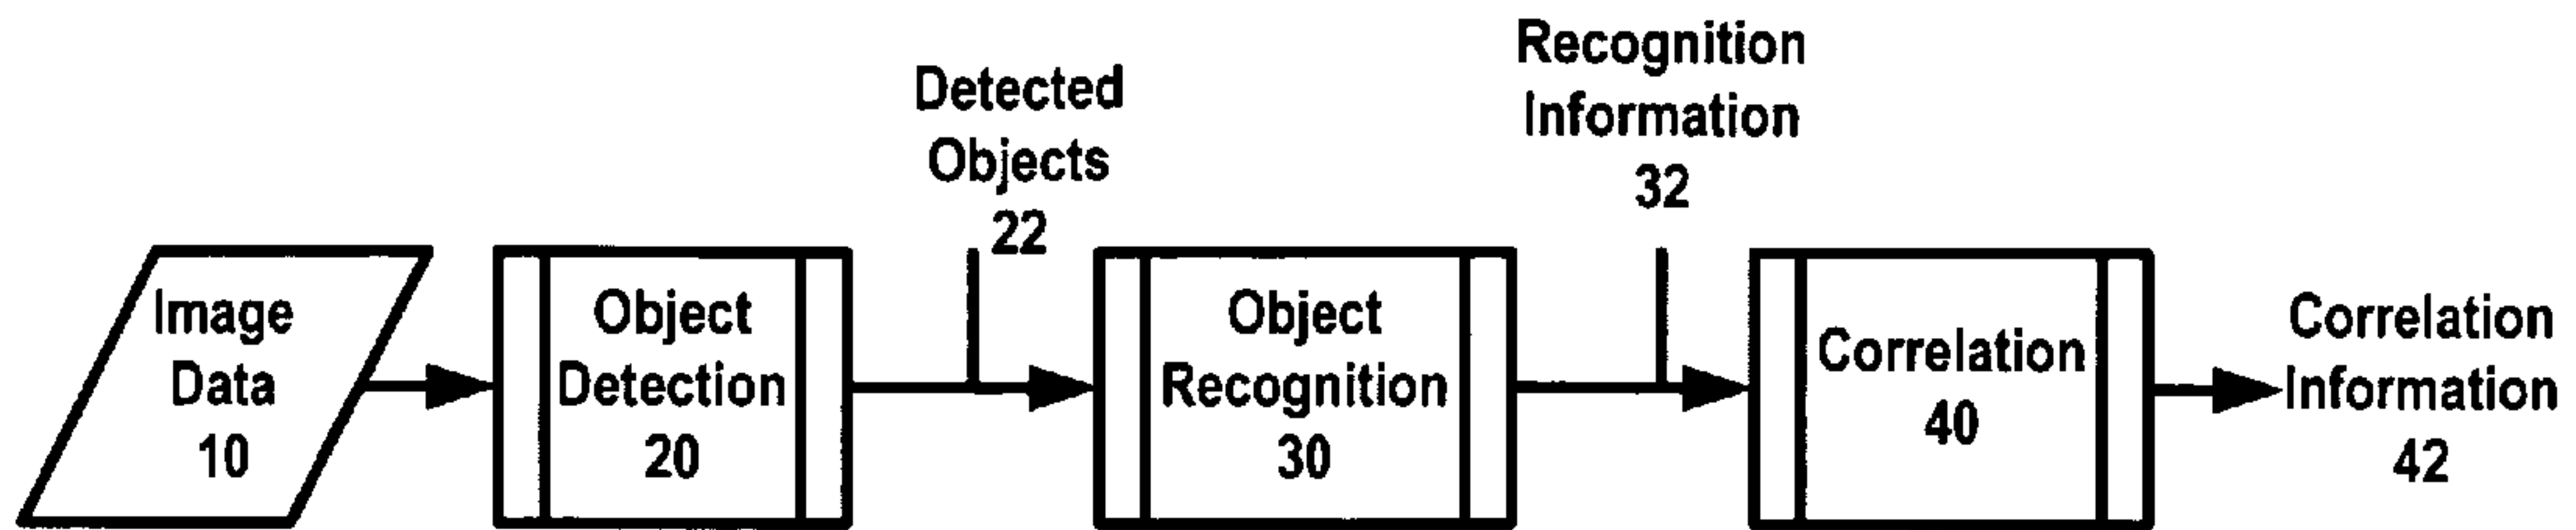 Image
Data
10
Object
Detection
20
Detected
Objects
22
Object
Recognition
30
Recognition
Information
32
Correlation
40
Correlation
Information
42